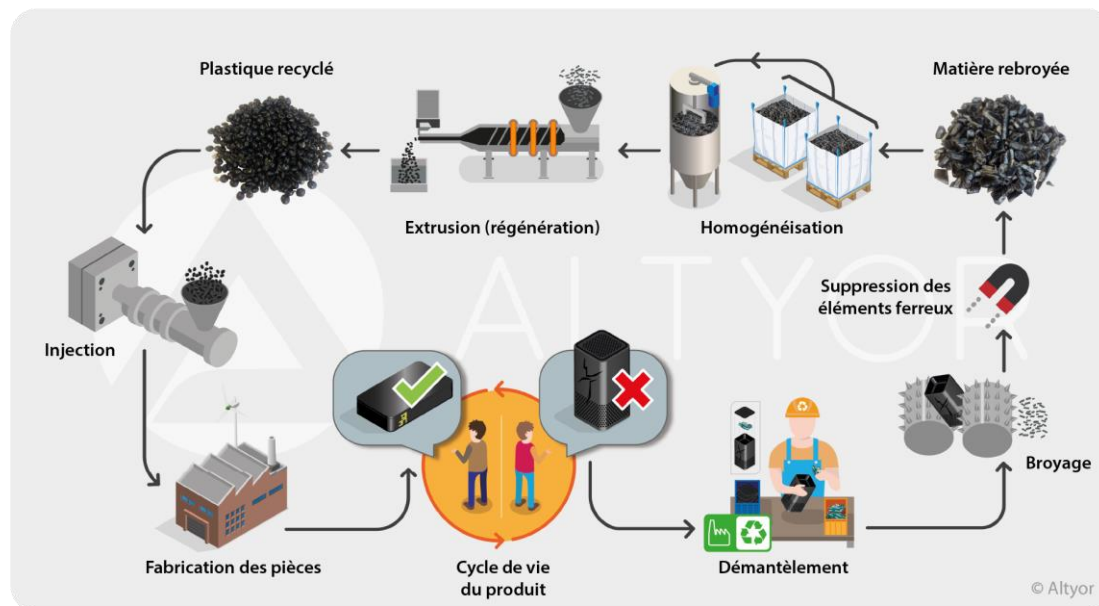 Plastique recyclé
Matière rebroyée
Extrusion (régénération)
Homogénéisation
ALTYOR
Suppression des
éléments ferreux
Injection
Broyage
Fabrication des pièces
Cycle de vie
du produit
Démantèlement
© Altyor